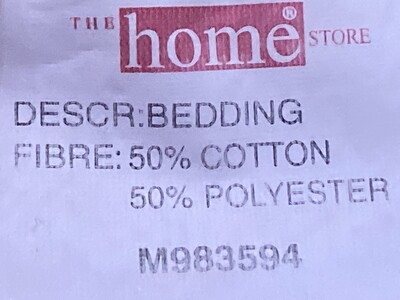 THE home® STORE
DESCR:BEDDING
FIBRE: 50% COTTON
50% POLYESTER
M983594